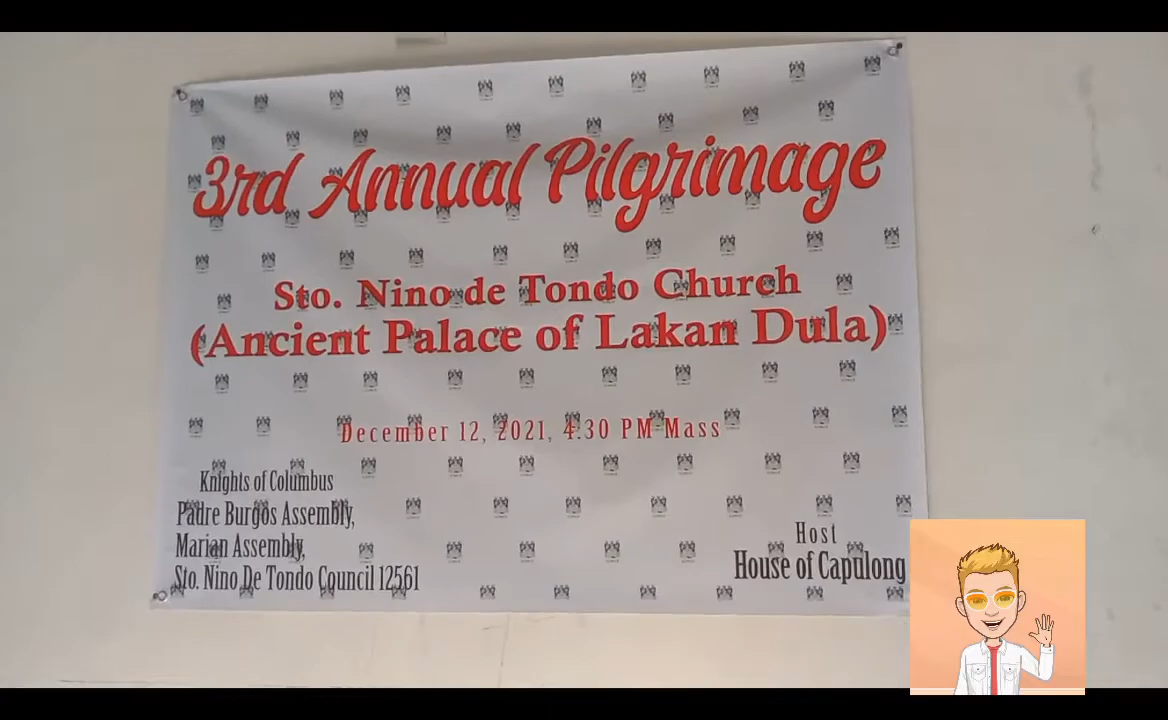 3rd Annual Pilgrimage
Sto. Nino de Tondo Church
(Ancient Palace of Lakan Dula)
December 12, 2021, 4:30 PM Mass
Knights of Columbus
Padre Burgos Assembly,
Marian Assembly,
Sto. Nino De Tondo Council 12561
Host
House of Capulong